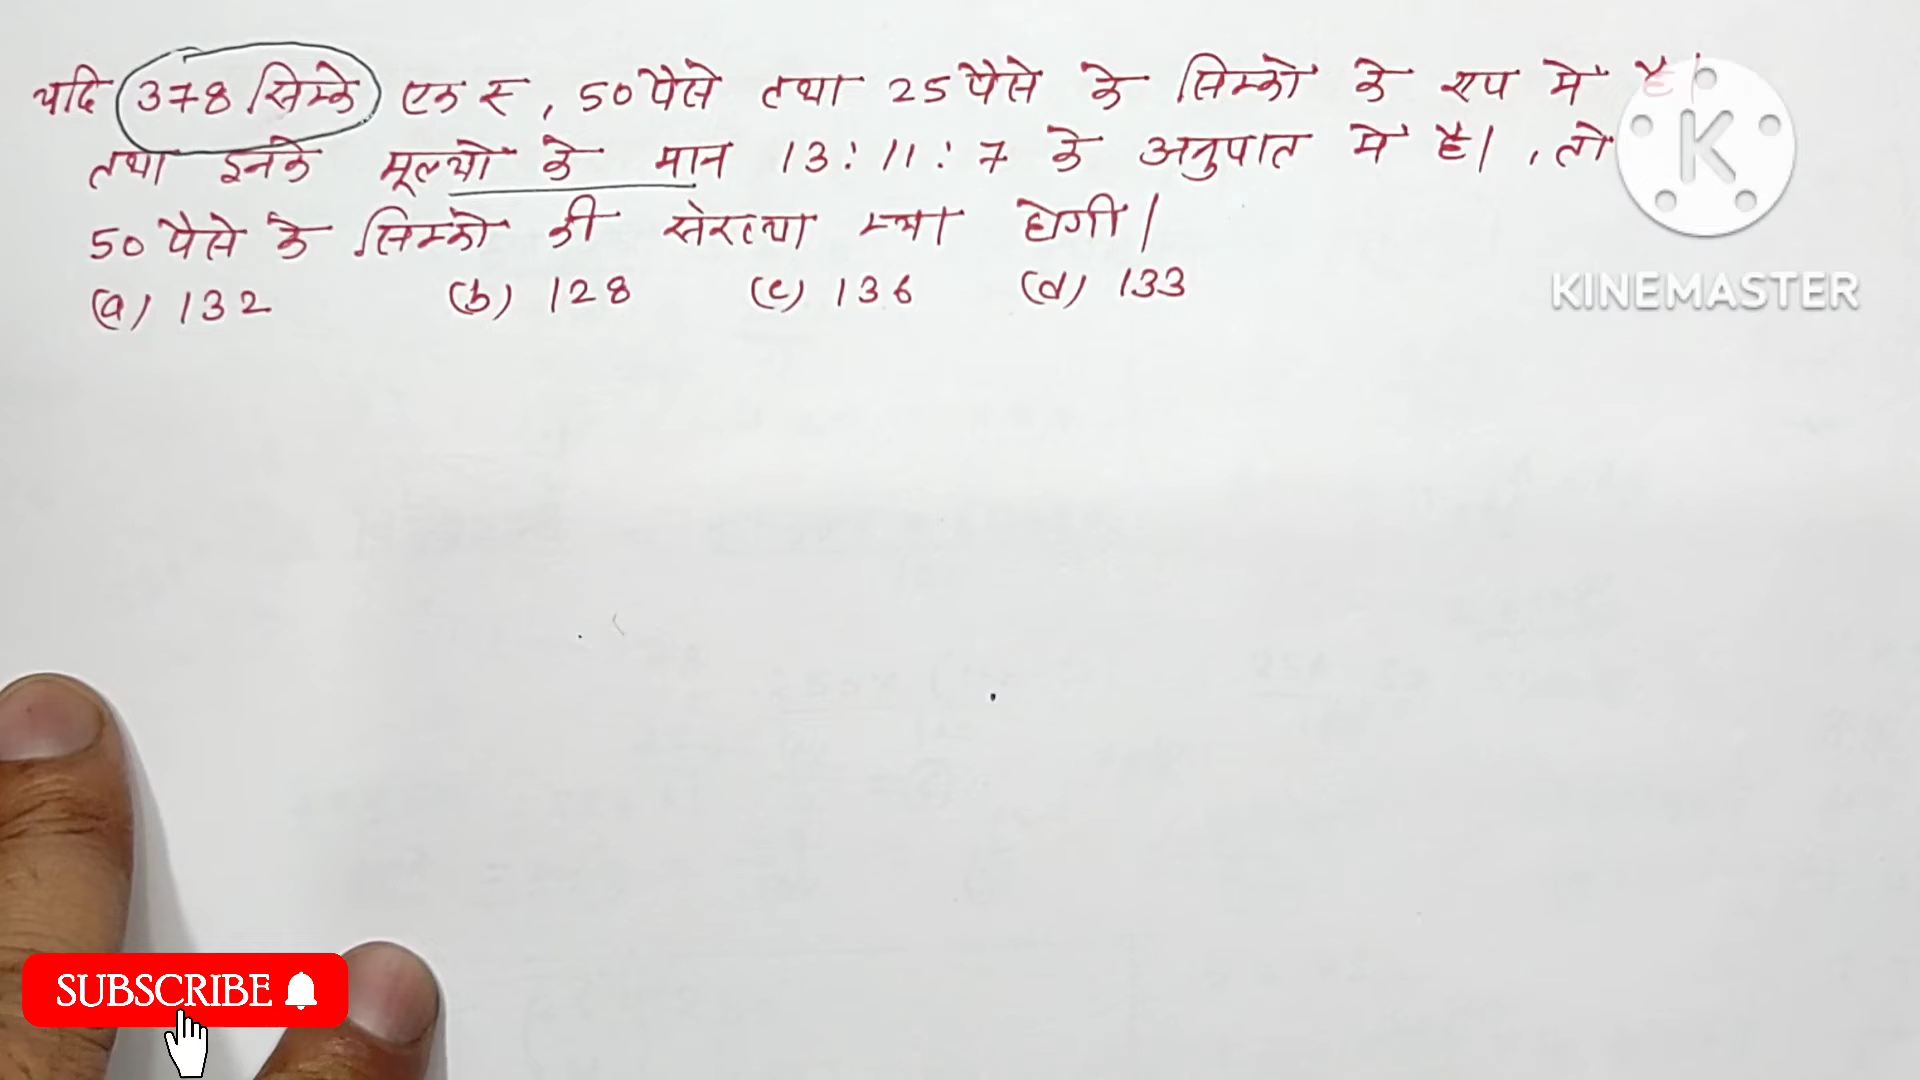 यदि 378 सिक्के एक रु, 50 पैसे तथा 25 पैसे के सिक्को के रूप मे है।
तथा इनके मूल्यो के मान 13:11:7 के अनुपात मे है। , तो
50 पैसे के सिक्को की संख्या क्या होगी।
(a) 132 (b) 128 (c) 136 (d) 133
KINEMASTER
SUBSCRIBE